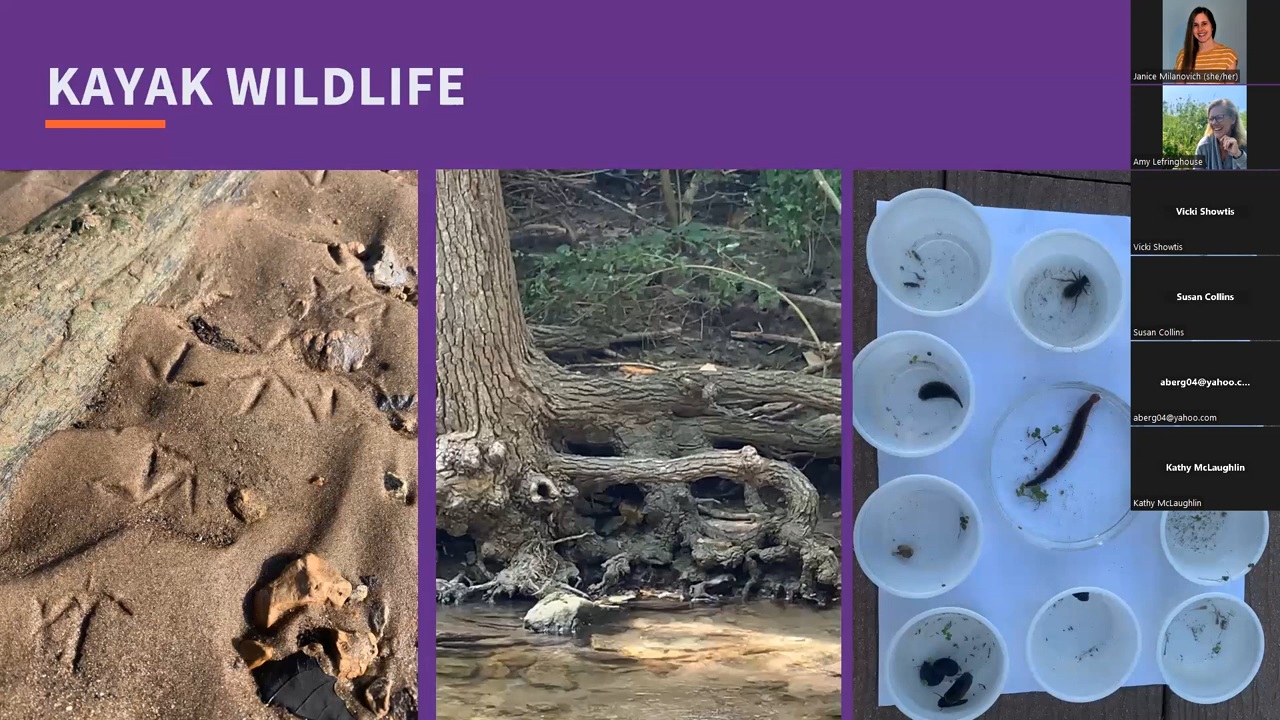 KAYAK WILDLIFE
Janice Milanovich (she/her)
Amy Lefringhouse
Vicki Showtis
Vicki Showtis
Susan Collins
Susan Collins
aberg04@yahoo.c...
aberg04@yahoo.com
Kathy McLaughlin
Kathy McLaughlin